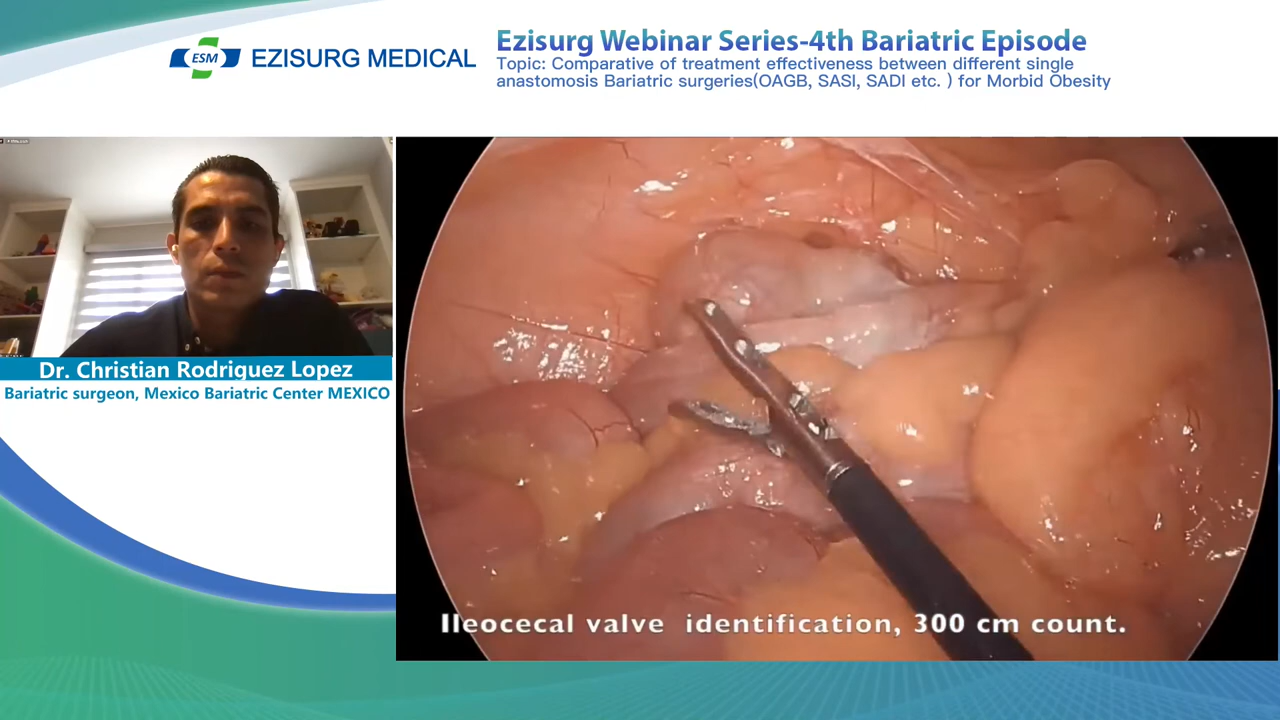 ESM
EZISURG MEDICAL
Ezisurg Webinar Series-4th Bariatric Episode
Topic: Comparative of treatment effectiveness between different single
anastomosis Bariatric surgeries(OAGB, SASI, SADI etc. ) for Morbid Obesity
Dr. Christian Rodriguez Lopez
Bariatric surgeon, Mexico Bariatric Center MEXICO
Ileocecal valve identification, 300 cm count.